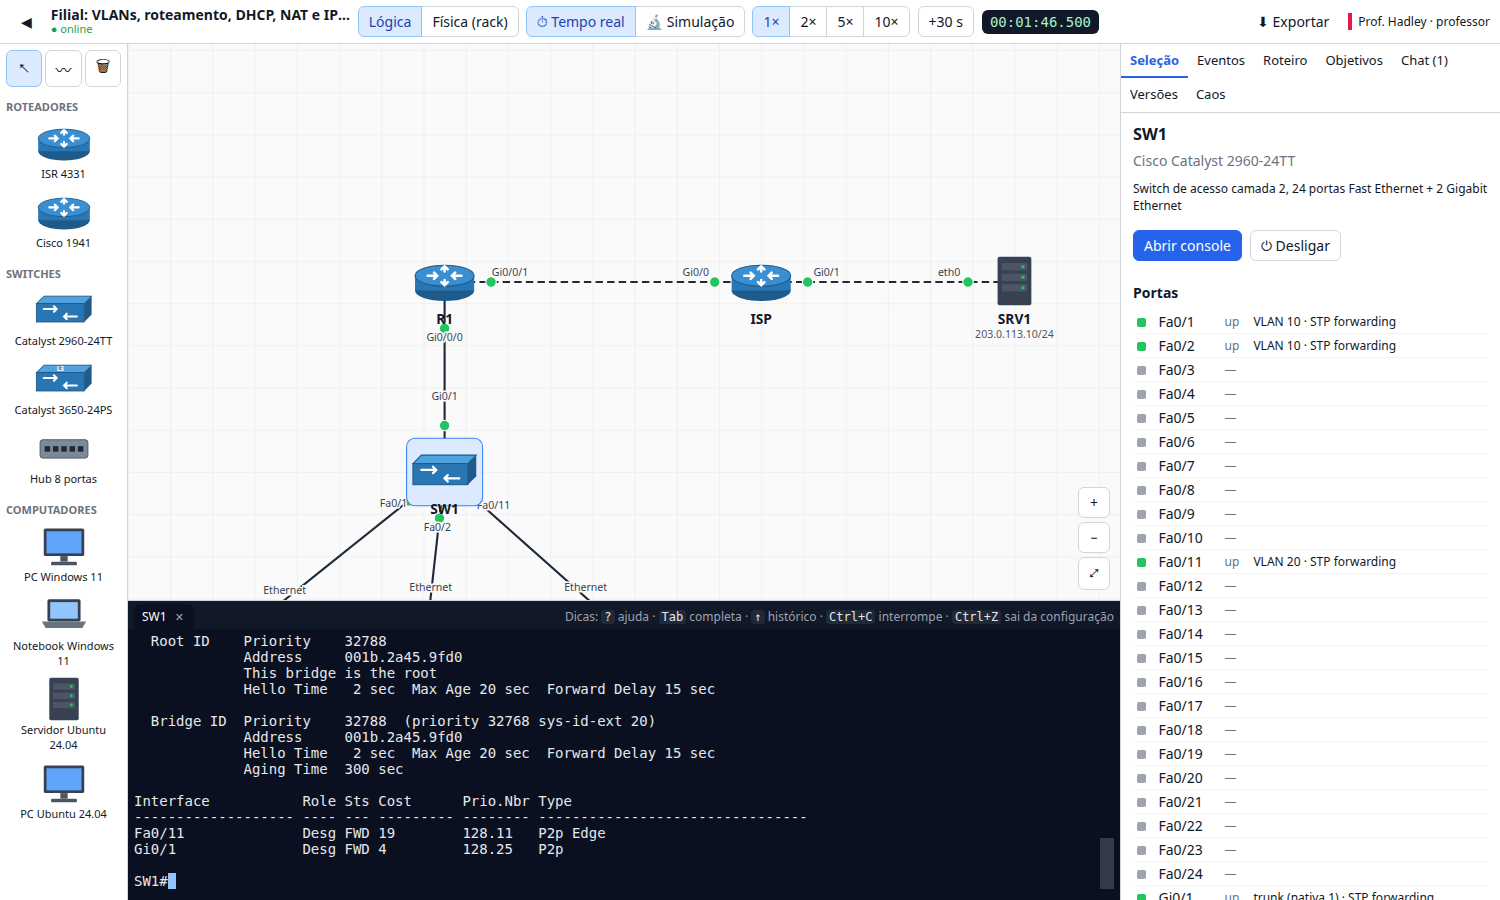 ◀ Filial: VLANs, roteamento, DHCP, NAT e IP... Lógica Física (rack) Tempo real Simulação 1× 2× 5× 10× +30 s 00:01:46.500 Exportar Prof. Hadley · professor
● online
ROTEADORES
ISR 4331
Cisco 1941
SWITCHES
Catalyst 2960-24TT
L3
Catalyst 3650-24PS
Hub 8 portas
COMPUTADORES
PC Windows 11
Notebook Windows
11
Servidor Ubuntu
24.04
PC Ubuntu 24.04
Gi0/0/1 Gi0/0 Gi0/1 eth0
R1 ISP SRV1
Gi0/0/0 203.0.113.10/24
Gi0/1
Fa0/1 SW1 Fa0/11
Fa0/2
Ethernet Ethernet Ethernet
+
−
SW1 × Dicas: ? ajuda · Tab completa · ↑ histórico · Ctrl+C interrompe · Ctrl+Z sai da configuração
Root ID Priority 32788
Address 001b.2a45.9fd0
This bridge is the root
Hello Time 2 sec Max Age 20 sec Forward Delay 15 sec
Bridge ID Priority 32788 (priority 32768 sys-id-ext 20)
Address 001b.2a45.9fd0
Hello Time 2 sec Max Age 20 sec Forward Delay 15 sec
Aging Time 300 sec
Interface Role Sts Cost Prio.Nbr Type
------------------- ---- --- --------- -------- --------------------------------
Fa0/11 Desg FWD 19 128.11 P2p Edge
Gi0/1 Desg FWD 4 128.25 P2p
SW1#
Seleção Eventos Roteiro Objetivos Chat (1)
Versões Caos
SW1
Cisco Catalyst 2960-24TT
Switch de acesso camada 2, 24 portas Fast Ethernet + 2 Gigabit
Ethernet
Abrir console Desligar
Portas
Fa0/1 up VLAN 10 · STP forwarding
Fa0/2 up VLAN 10 · STP forwarding
Fa0/3 —
Fa0/4 —
Fa0/5 —
Fa0/6 —
Fa0/7 —
Fa0/8 —
Fa0/9 —
Fa0/10 —
Fa0/11 up VLAN 20 · STP forwarding
Fa0/12 —
Fa0/13 —
Fa0/14 —
Fa0/15 —
Fa0/16 —
Fa0/17 —
Fa0/18 —
Fa0/19 —
Fa0/20 —
Fa0/21 —
Fa0/22 —
Fa0/23 —
Fa0/24 —
Gi0/1 up trunk (nativa 1) · STP forwarding